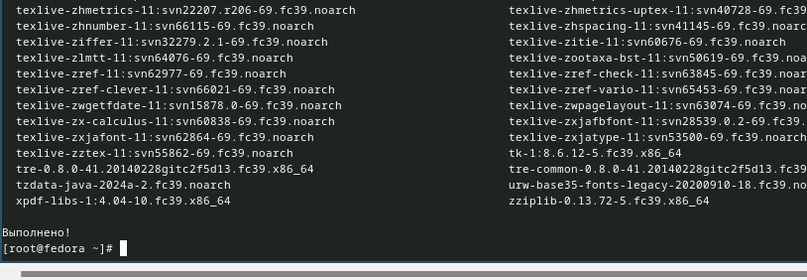 texlive-zhmetrics-11:svn22207.r206-69.fc39.noarch texlive-zhmetrics-uptex-11:svn40728-69.fc39
texlive-zhnumber-11:svn66115-69.fc39.noarch texlive-zhspacing-11:svn41145-69.fc39.noarc
texlive-ziffer-11:svn32279.2.1-69.fc39.noarch texlive-zitie-11:svn60676-69.fc39.noarch
texlive-zlmtt-11:svn64076-69.fc39.noarch texlive-zootaxa-bst-11:svn50619-69.fc39.noa
texlive-zref-11:svn62977-69.fc39.noarch texlive-zref-check-11:svn63845-69.fc39.noar
texlive-zref-clever-11:svn66021-69.fc39.noarch texlive-zref-vario-11:svn65453-69.fc39.noar
texlive-zwgetfdate-11:svn15878.0-69.fc39.noarch texlive-zwpagelayout-11:svn63074-69.fc39.no
texlive-zx-calculus-11:svn60838-69.fc39.noarch texlive-zxjafbfont-11:svn28539.0.2-69.fc39.
texlive-zxjafont-11:svn62864-69.fc39.noarch texlive-zxjatype-11:svn53500-69.fc39.noarch
texlive-zztex-11:svn55862-69.fc39.noarch tk-1:8.6.12-5.fc39.x86_64
tre-0.8.0-41.20140228gitc2f5d13.fc39.x86_64 tre-common-0.8.0-41.20140228gitc2f5d13.fc39
tzdata-java-2024a-2.fc39.noarch urw-base35-fonts-legacy-20200910-18.fc39.no
xpdf-libs-1:4.04-10.fc39.x86_64 zziplib-0.13.72-5.fc39.x86_64
Выполнено!
[root@fedora ~]#